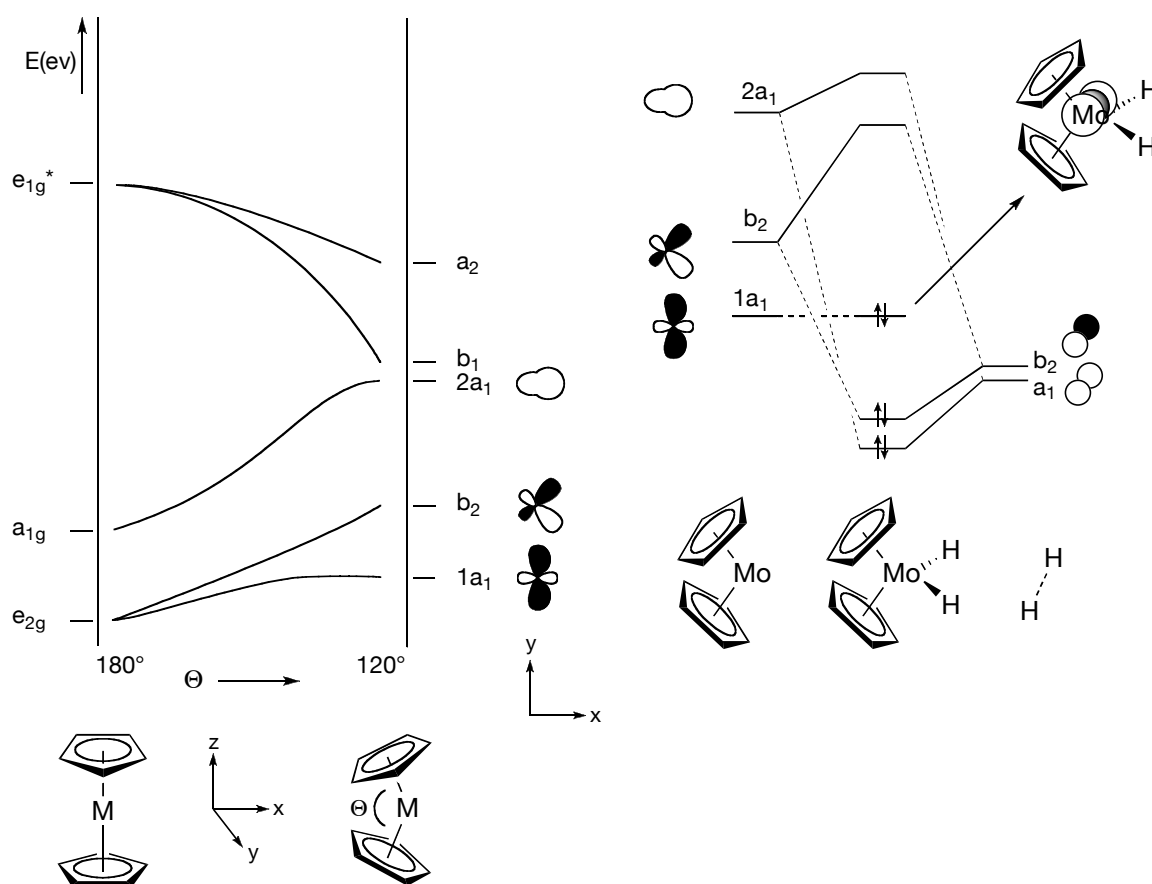 E(ev)
e1g*
a1g
e2g
a2
b1
2a1
b2
1a1
180°
120°
Θ
y
x
z
x
y
M
Θ
M
2a1
b2
1a1
b2
a1
Mo
H
H
Mo
Mo
H
H
H
H